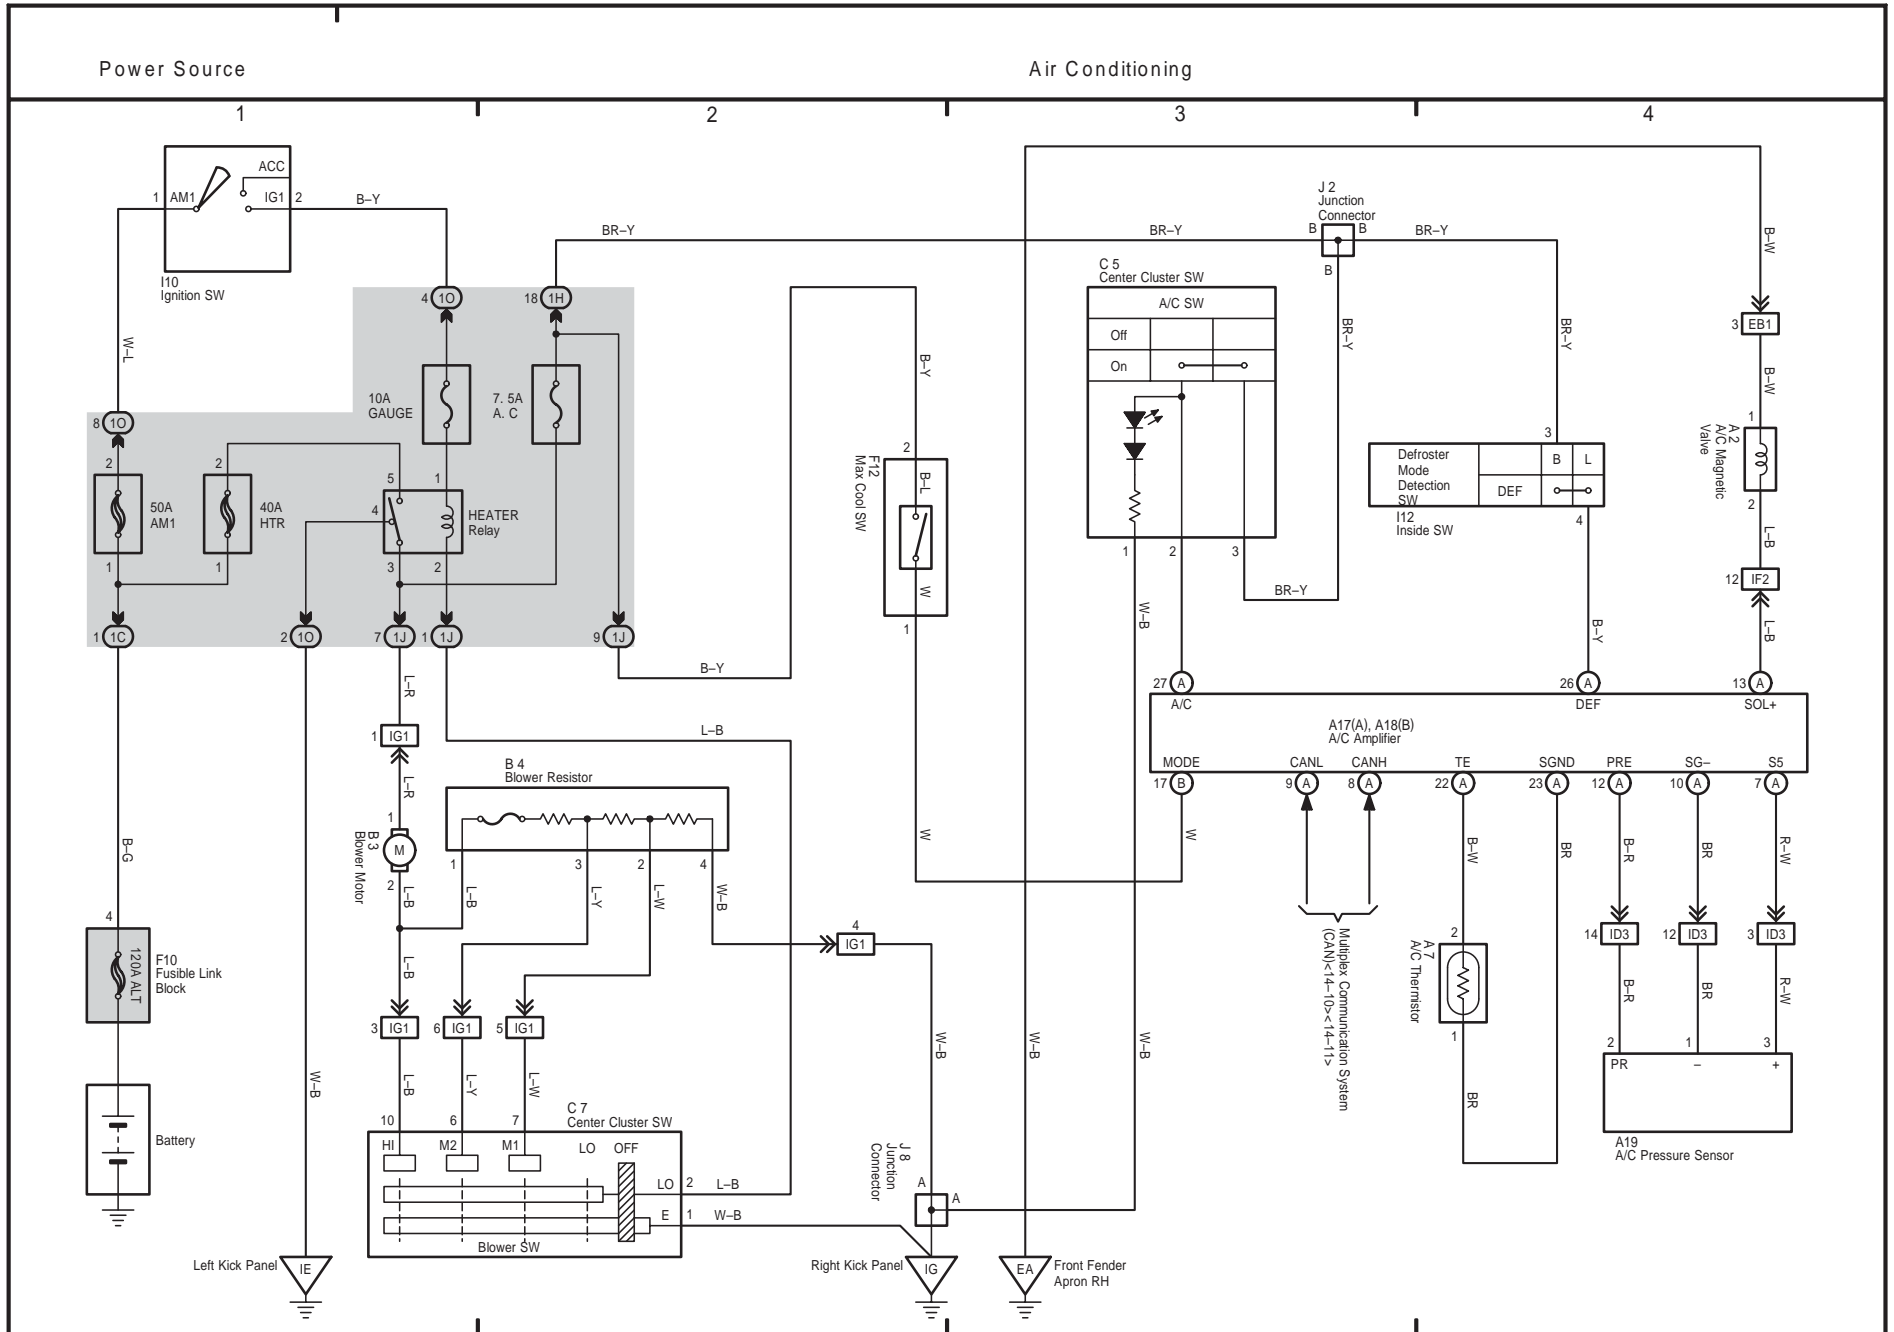 Power Source
Air Conditioning
1
2
3
4
ACC
1
AM1
IG1
2
B–Y
I10
Ignition SW
W–L
J 2
Junction
Connector
B
B
B
BR–Y
BR–Y
BR–Y
BR–Y
BR–Y
BR–Y
B–W
3
EB1
B–W
1
A 2
A/C Magnetic
Valve
2
L–B
12
IF2
L–B
4
1O
18
1H
10A
GAUGE
7. 5A
A. C
8
1O
2
50A
AM1
1
2
40A
HTR
1
5
1
4
HEATER
Relay
3
2
1
1C
2
1O
7
1J
1
1J
9
1J
B–Y
B–Y
2
F12
Max Cool SW
B–L
W
1
C 5
Center Cluster SW
A/C SW
Off
On
1
2
3
W–B
3
Defroster
Mode
Detection
SW
B
L
DEF
I12
Inside SW
4
B–Y
27
A
A/C
26
A
DEF
13
A
SOL+
A17(A), A18(B)
A/C Amplifier
MODE
CANL
CANH
TE
SGND
PRE
SG–
S5
17
B
9
A
8
A
22
A
23
A
12
A
10
A
7
A
W
W
Multiplex Communication System
(CAN)<14–10><14–11>
B–W
BR
B–R
BR
R–W
2
A 7
A/C Thermistor
1
BR
14
ID3
12
ID3
3
ID3
B–R
BR
R–W
2
1
3
PR
–
+
A19
A/C Pressure Sensor
L–R
1
IG1
L–R
1
B 3
Blower Motor
M
2
L–B
L–B
L–B
B 4
Blower Resistor
1
3
2
4
L–B
L–Y
L–W
W–B
4
IG1
3
IG1
6
IG1
5
IG1
L–B
L–Y
L–W
W–B
W–B
W–B
B–G
4
120A ALT
F10
Fusible Link
Block
Battery
W–B
C 7
Center Cluster SW
10
6
7
HI
M2
M1
LO
OFF
LO
2
L–B
E
1
W–B
Blower SW
J 8
Junction
Connector
A
A
Left Kick Panel
IE
Right Kick Panel
IG
EA
Front Fender
Apron RH